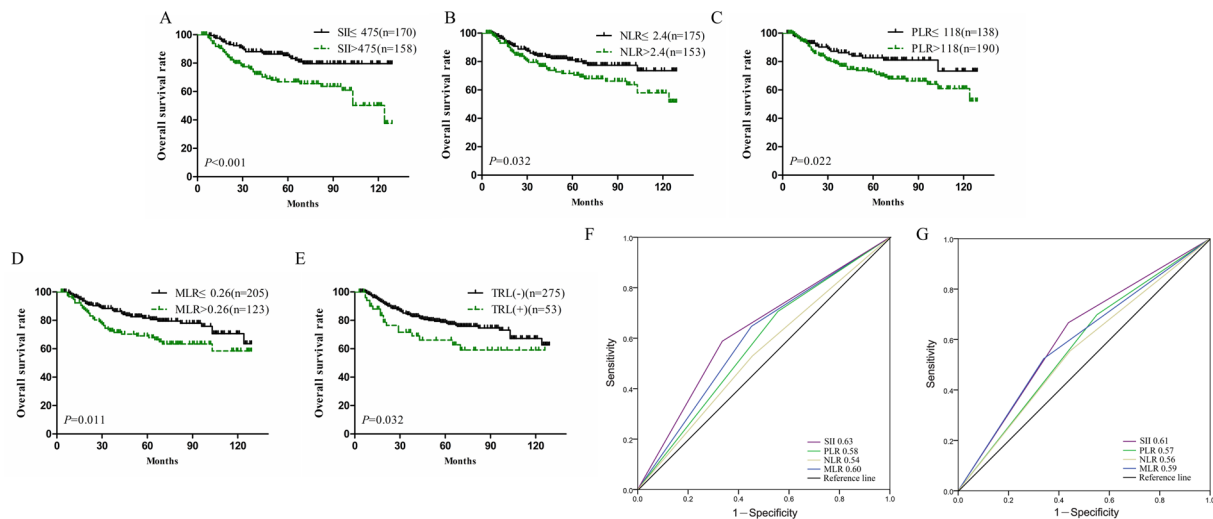 A
Overall survival rate
100
80
60
40
20
0
SII≤ 475(n=170)
SII>475(n=158)
P<0.001
0 30 60 90 120
Months
B
Overall survival rate
100
80
60
40
20
0
NLR≤ 2.4(n=175)
NLR>2.4(n=153)
P=0.032
0 30 60 90 120
Months
C
Overall survival rate
100
80
60
40
20
0
PLR≤ 118(n=138)
PLR>118(n=190)
P=0.022
0 30 60 90 120
Months
D
Overall survival rate
100
80
60
40
20
0
MLR≤ 0.26(n=205)
MLR>0.26(n=123)
P=0.011
0 30 60 90 120
Months
E
Overall survival rate
100
80
60
40
20
0
TRL(-)(n=275)
TRL(+)(n=53)
P=0.032
0 30 60 90 120
Months
F
Sensitivity
1.0
0.8
0.6
0.4
0.2
0.0
SII 0.63
PLR 0.58
NLR 0.54
MLR 0.60
Reference line
0.0 0.2 0.4 0.6 0.8 1.0
1－Specificity
G
Sensitivity
1.0
0.8
0.6
0.4
0.2
0.0
SII 0.61
PLR 0.57
NLR 0.56
MLR 0.59
Reference line
0.0 0.2 0.4 0.6 0.8 1.0
1－Specificity